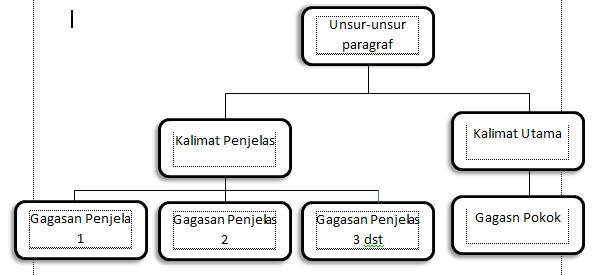 Unsur-unsur
paragraf
Kalimat Penjelas
Kalimat Utama
Gagasan Penjela
1
Gagasan Penjelas
2
Gagasan Penjelas
3 dst
Gagasn Pokok